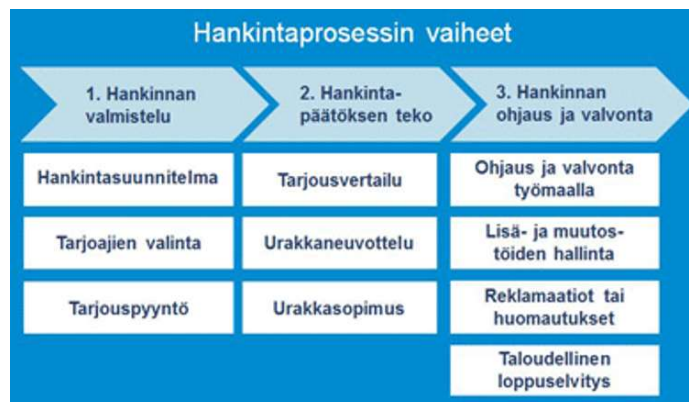 Hankintaprosessin vaiheet
1. Hankinnan
valmistelu
2. Hankinta-
päätöksen teko
3. Hankinnan
ohjaus ja valvonta
Hankintasuunnitelma
Tarjoajien valinta
Tarjouspyyntö
Tarjousvertailu
Urakkaneuvottelu
Urakkasopimus
Ohjaus ja valvonta
työmaalla
Lisä- ja muutos-
töiden hallinta
Reklamaatiot tai
huomautukset
Taloudellinen
loppuselvitys